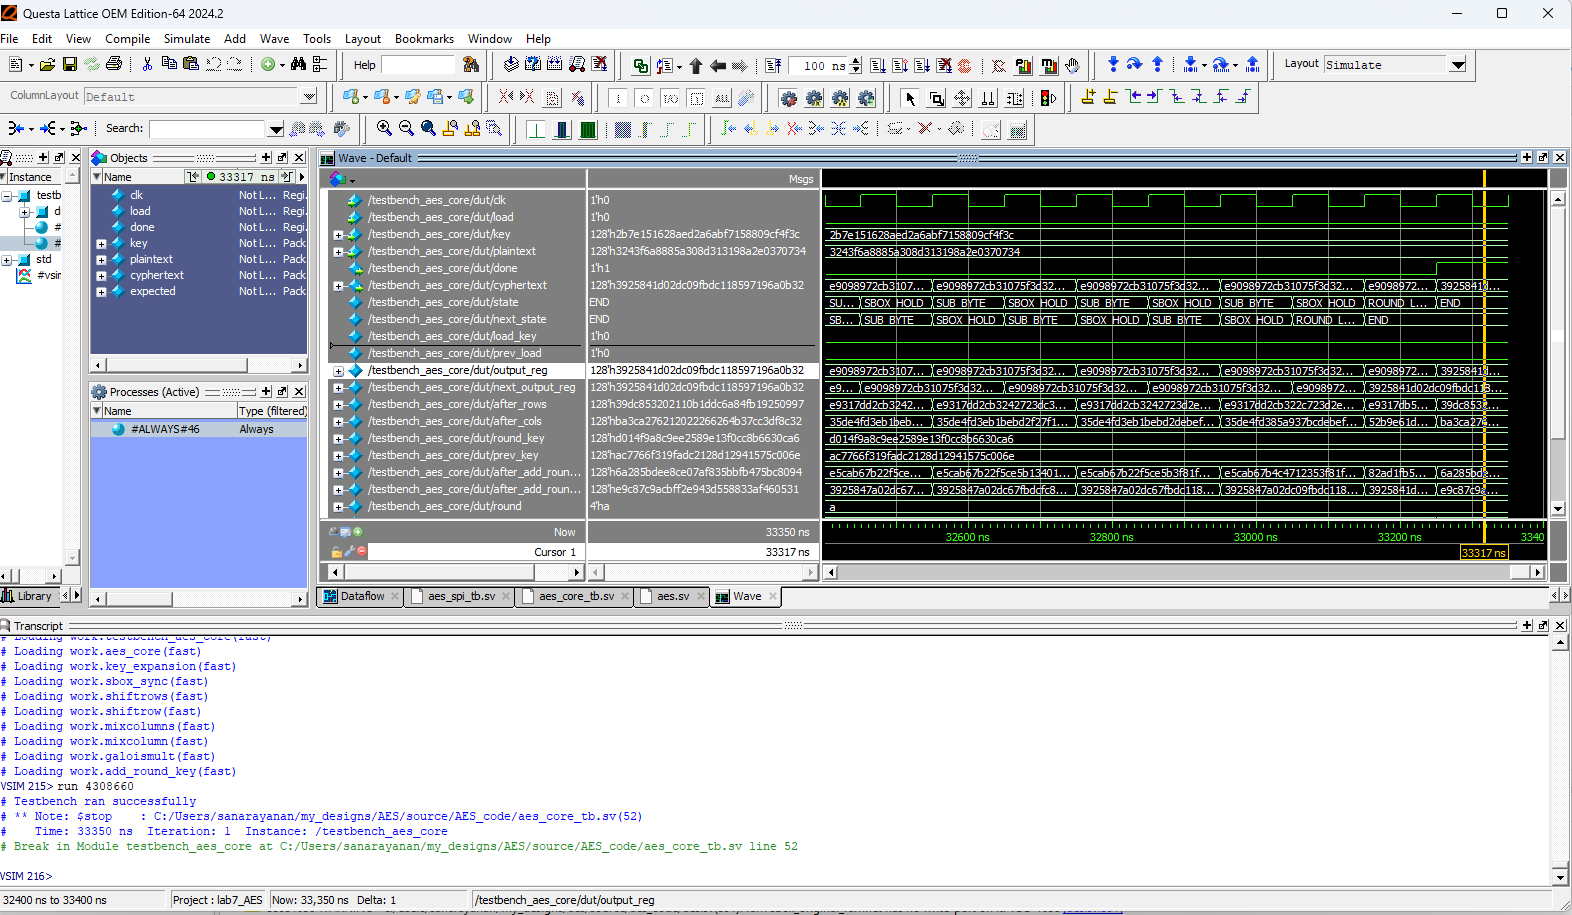 Questa Lattice OEM Edition-64 2024.2
File Edit View Compile Simulate Add Wave Tools Layout Bookmarks Window Help
Help 100 ns Layout Simulate
ColumnLayout Default ALL
Search:
Instance
testb
d
#
#
std
#vsim
Library
Objects
Name 33317 ns
clk Not L... Regi.
load Not L... Regi.
done Not L... Regi.
key Not L... Pack
plaintext Not L... Pack
cyphertext Not L... Pack
expected Not L... Pack
Processes (Active)
Name Type (filtered)
#ALWAYS#46 Always
Wave - Default
Msgs
/testbench_aes_core/dut/clk 1'h0
/testbench_aes_core/dut/load 1'h0
/testbench_aes_core/dut/key 128'h2b7e151628aed2a6abf7158809cf4f3c 2b7e151628aed2a6abf7158809cf4f3c
/testbench_aes_core/dut/plaintext 128'h3243f6a8885a308d313198a2e0370734 3243f6a8885a308d313198a2e0370734
/testbench_aes_core/dut/done 1'h1
/testbench_aes_core/dut/cyphertext 128'h3925841d02dc09fbdc118597196a0b32 e9098972cb3107... e9098972cb31075f3d32... e9098972cb31075f3d32... e9098972cb31075f3d32... e9098972... 3925841d...
/testbench_aes_core/dut/state END SU... SBOX_HOLD SUB_BYTE SBOX_HOLD SUB_BYTE SBOX_HOLD SUB_BYTE SBOX_HOLD ROUND_L... END
/testbench_aes_core/dut/next_state END SB... SUB_BYTE SBOX_HOLD SUB_BYTE SBOX_HOLD SUB_BYTE SBOX_HOLD ROUND_L... END
/testbench_aes_core/dut/load_key 1'h0
/testbench_aes_core/dut/prev_load 1'h0
/testbench_aes_core/dut/output_reg 128'h3925841d02dc09fbdc118597196a0b32 e9098972cb3107... e9098972cb31075f3d32... e9098972cb31075f3d32... e9098972cb31075f3d32... e9098972... 3925841d...
/testbench_aes_core/dut/next_output_reg 128'h3925841d02dc09fbdc118597196a0b32 e9... e9098972cb31075f3d32... e9098972cb31075f3d32... e9098972cb31075f3d32... e9098972... 3925841d02dc09fbdc118...
/testbench_aes_core/dut/after_rows 128'h39dc853202110b1ddc6a84fb19250997 e9317dd2cb3242... e9317dd2cb3242723dc3... e9317dd2cb3242723d2e... e9317dd2cb322c723d2e... e9317db5... 39dc853...
/testbench_aes_core/dut/after_cols 128'hba3ca276212022266264b37cc3df8c32 35de4fd3eb1beb... 35de4fd3eb1bebd2f27f1... 35de4fd3eb1bebd2debef... 35de4fd385a937bcdebef... 52b9e61d... ba3ca276...
/testbench_aes_core/dut/round_key 128'hd014f9a8c9ee2589e13f0cc8b6630ca6 d014f9a8c9ee2589e13f0cc8b6630ca6
/testbench_aes_core/dut/prev_key 128'hac7766f319fadc2128d12941575c006e ac7766f319fadc2128d12941575c006e
/testbench_aes_core/dut/after_add_roun... 128'h6a285bdee8ce07af835bbfb475bc8094 e5cab67b22f5ce... e5cab67b22f5ce5b13401... e5cab67b22f5ce5b3f81f... e5cab67b4c4712353f81f... 82ad1fb5... 6a285bde...
/testbench_aes_core/dut/after_add_roun... 128'he9c87c9acbff2e943d558833af460531 3925847a02dc67... 3925847a02dc67fbdcfc8... 3925847a02dc67fbdc118... 3925847a02dc09fbdc118... 3925841d... e9c87c9a...
/testbench_aes_core/dut/round 4'ha a
Now 33350 ns 32600 ns 32800 ns 33000 ns 33200 ns 3340
Cursor 1 33317 ns 33317 ns
Dataflow aes_spi_tb.sv aes_core_tb.sv aes.sv Wave
Transcript
# Loading work.testbench_aes_core(fast)
# Loading work.aes_core(fast)
# Loading work.key_expansion(fast)
# Loading work.sbox_sync(fast)
# Loading work.shiftrows(fast)
# Loading work.shiftrow(fast)
# Loading work.mixcolumns(fast)
# Loading work.mixcolumn(fast)
# Loading work.galoismult(fast)
# Loading work.add_round_key(fast)
VSIM 215> run 4308660
# Testbench ran successfully
# ** Note: $stop : C:/Users/sanarayanan/my_designs/AES/source/AES_code/aes_core_tb.sv(52)
# Time: 33350 ns Iteration: 1 Instance: /testbench_aes_core
# Break in Module testbench_aes_core at C:/Users/sanarayanan/my_designs/AES/source/AES_code/aes_core_tb.sv line 52
VSIM 216>
32400 ns to 33400 ns Project : lab7_AES Now: 33,350 ns Delta: 1 /testbench_aes_core/dut/output_reg